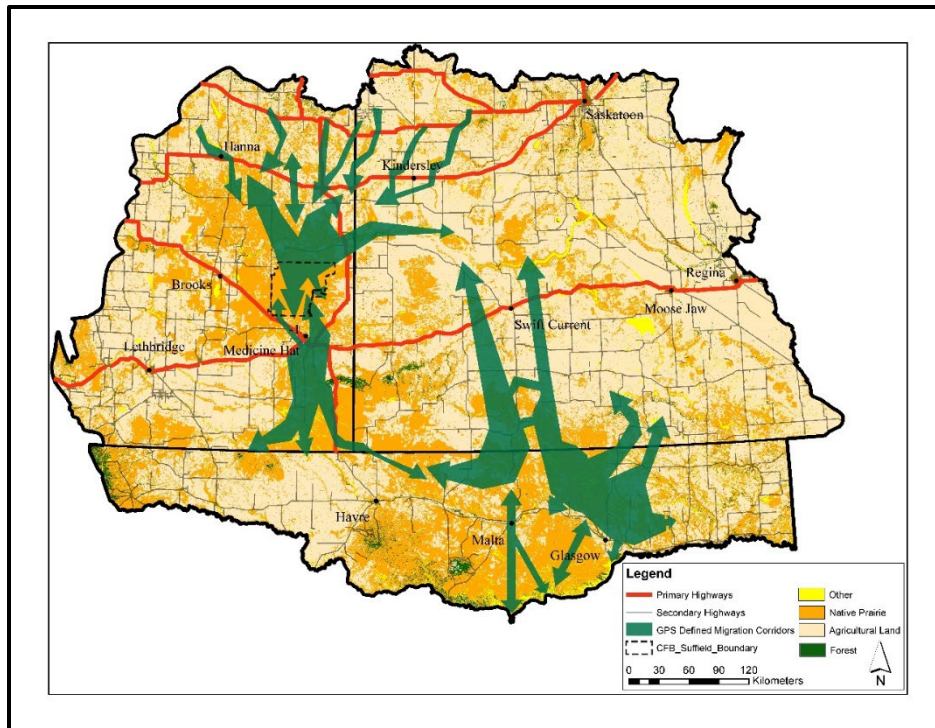 Saskatoon
Hanna
Kindersley
Brooks
Regina
Moose Jaw
Swift Current
Medicine Hat
Lethbridge
Havre
Malta
Glasgow
Legend
Primary Highways
Secondary Highways
GPS Defined Migration Corridors
CFB_Suffield_Boundary
Other
Native Prairie
Agricultural Land
Forest
0 30 60 90 120
Kilometers
N